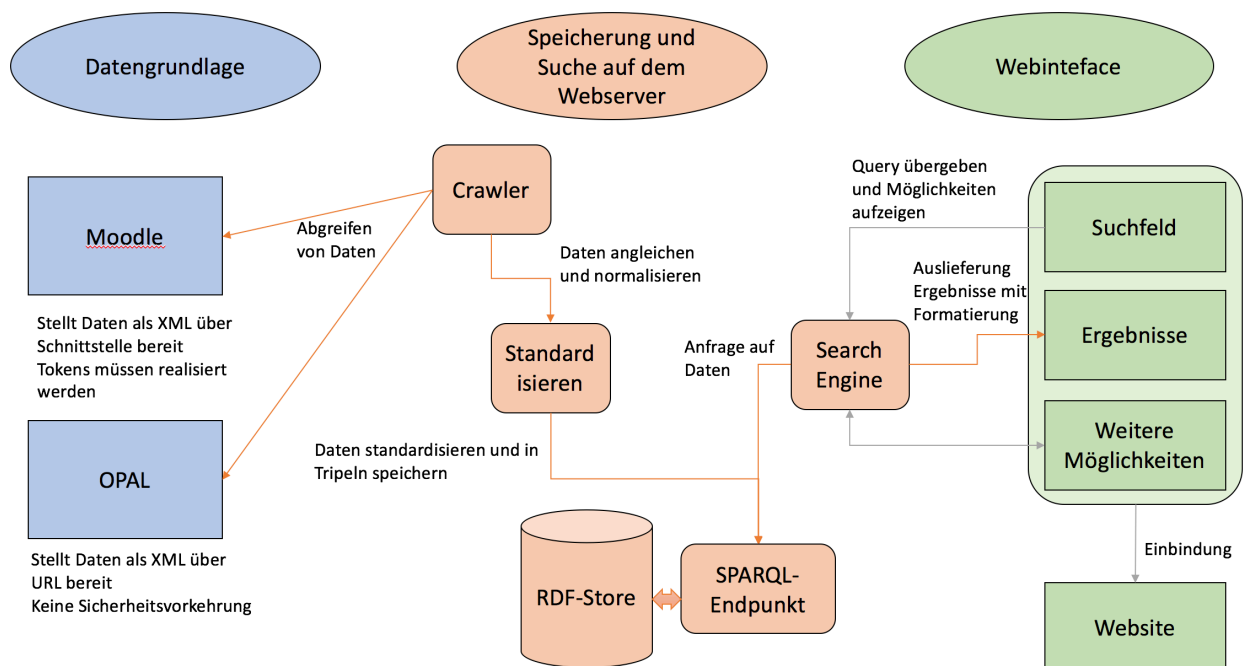 Datengrundlage
Speicherung und
Suche auf dem
Webserver
Webinteface
Crawler
Moodle
Abgreifen
von Daten
Daten angleichen
und normalisieren
Query übergeben
und Möglichkeiten
aufzeigen
Suchfeld
Auslieferung
Ergebnisse mit
Formatierung
Ergebnisse
Stellt Daten als XML über
Schnittstelle bereit
Tokens müssen realisiert
werden
Standard
isieren
Anfrage auf
Daten
Search
Engine
Weitere
Möglichkeiten
OPAL
Daten standardisieren und in
Tripeln speichern
Stellt Daten als XML über
URL bereit
Keine Sicherheitsvorkehrung
RDF-Store
SPARQL-
Endpunkt
Einbindung
Website